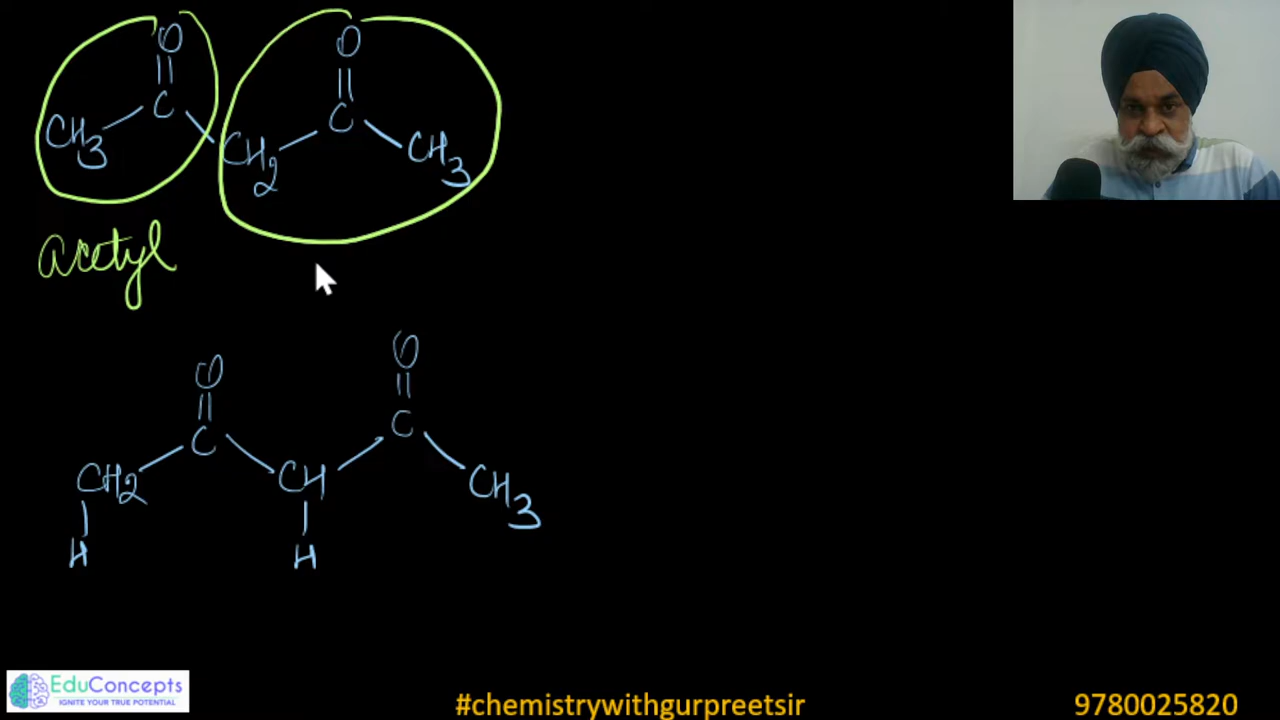 O O
CH3 C CH2 C CH3
acetyl
O O
CH2 C CH C CH3
H H
EduConcepts
IGNITE YOUR TRUE POTENTIAL
#chemistrywithgurpreetsir
9780025820